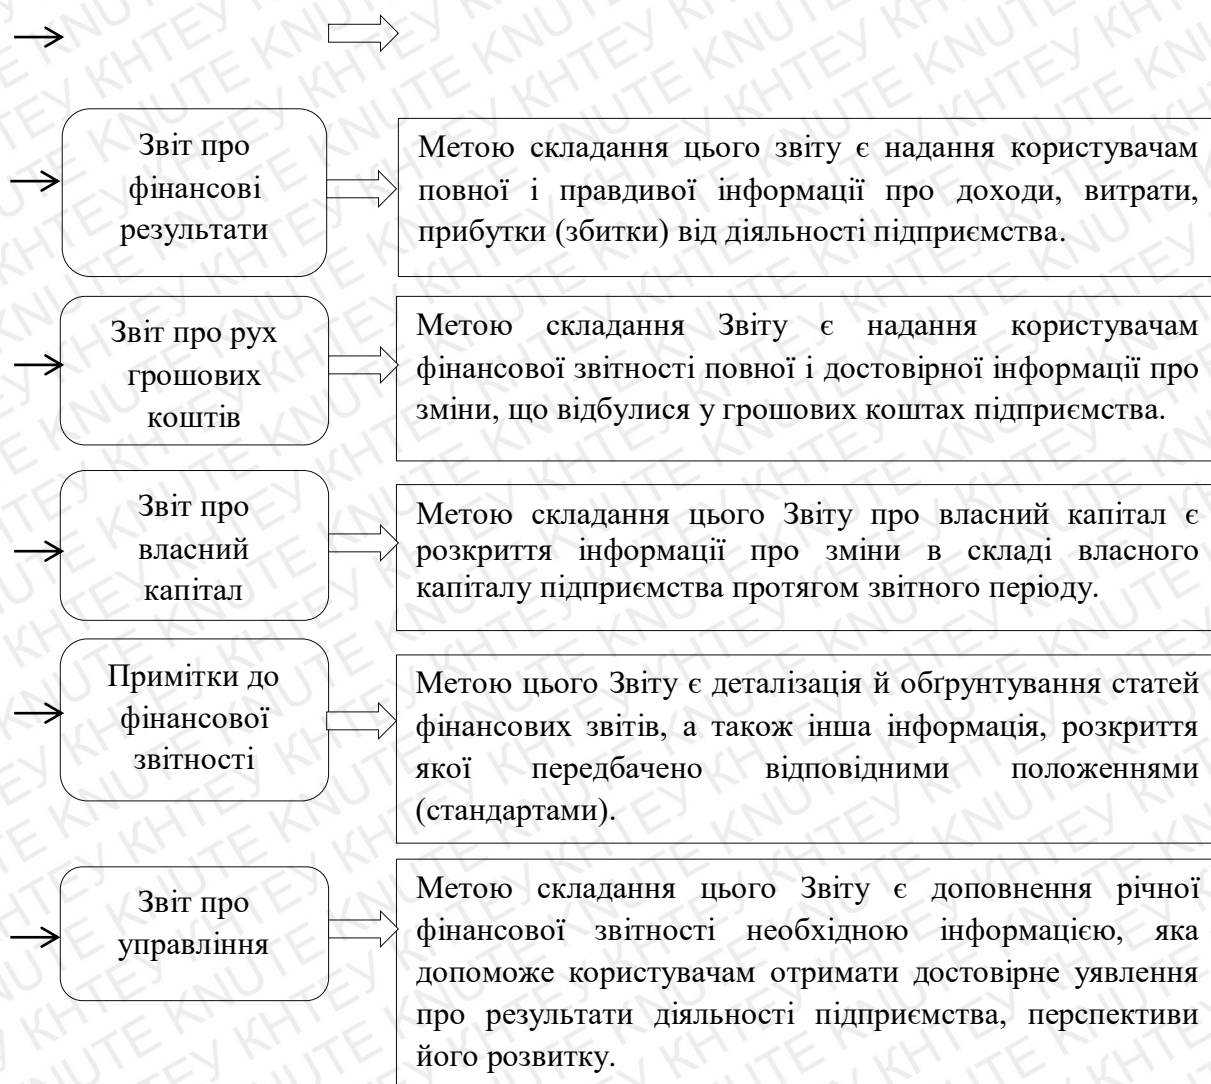 Звіт про
фінансові
результати
Метою складання цього звіту є надання користувачам
повної і правдивої інформації про доходи, витрати,
прибутки (збитки) від діяльності підприємства.
Звіт про рух
грошових
коштів
Метою складання Звіту є надання користувачам
фінансової звітності повної і достовірної інформації про
зміни, що відбулися у грошових коштах підприємства.
Звіт про
власний
капітал
Метою складання цього Звіту про власний капітал є
розкриття інформації про зміни в складі власного
капіталу підприємства протягом звітного періоду.
Примітки до
фінансової
звітності
Метою цього Звіту є деталізація й обґрунтування статей
фінансових звітів, а також інша інформація, розкриття
якої передбачено відповідними положеннями
(стандартами).
Звіт про
управління
Метою складання цього Звіту є доповнення річної
фінансової звітності необхідною інформацією, яка
допоможе користувачам отримати достовірне уявлення
про результати діяльності підприємства, перспективи
його розвитку.